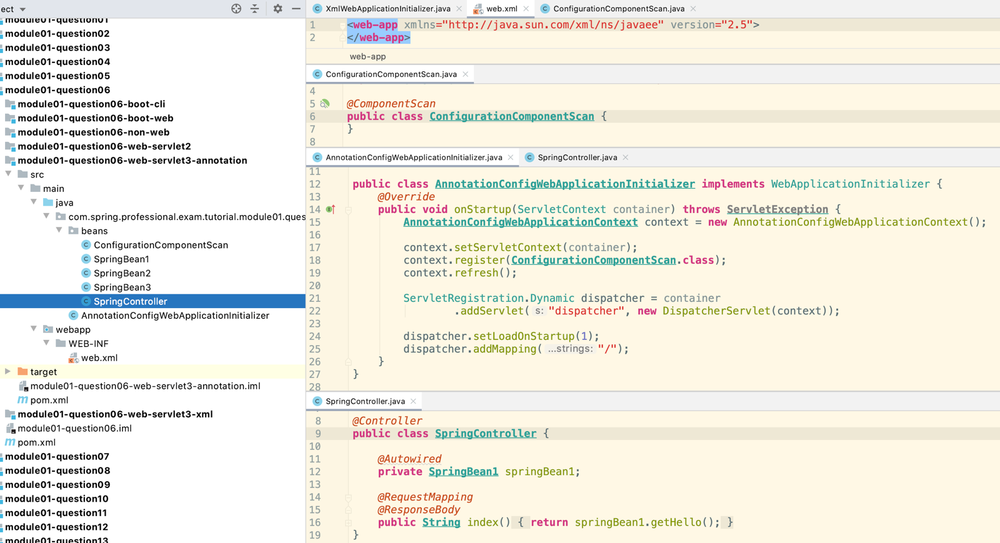 ect
module01-question01
module01-question02
module01-question03
module01-question04
module01-question05
module01-question06
module01-question06-boot-cli
module01-question06-boot-web
module01-question06-non-web
module01-question06-web-servlet2
module01-question06-web-servlet3-annotation
src
main
java
com.spring.professional.exam.tutorial.module01.ques
beans
ConfigurationComponentScan
SpringBean1
SpringBean2
SpringBean3
SpringController
AnnotationConfigWebApplicationInitializer
webapp
WEB-INF
web.xml
target
module01-question06-web-servlet3-annotation.iml
pom.xml
module01-question06-web-servlet3-xml
module01-question06.iml
pom.xml
module01-question07
module01-question08
module01-question09
module01-question10
module01-question11
module01-question12
module01-question13
XmlWebApplicationInitializer.java web.xml ConfigurationComponentScan.java
1 <web-app xmlns="http://java.sun.com/xml/ns/javaee" version="2.5">
2 </web-app>
web-app
ConfigurationComponentScan.java
4
5 @ComponentScan
6 public class ConfigurationComponentScan {
7 }
8
AnnotationConfigWebApplicationInitializer.java SpringController.java
11
12 public class AnnotationConfigWebApplicationInitializer implements WebApplicationInitializer {
13 @Override
14 public void onStartup(ServletContext container) throws ServletException {
15 AnnotationConfigWebApplicationContext context = new AnnotationConfigWebApplicationContext();
16
17 context.setServletContext(container);
18 context.register(ConfigurationComponentScan.class);
19 context.refresh();
20
21 ServletRegistration.Dynamic dispatcher = container
22 .addServlet( s: "dispatcher", new DispatcherServlet(context));
23
24 dispatcher.setLoadOnStartup(1);
25 dispatcher.addMapping( ...strings: "/");
26 }
27 }
28
SpringController.java
8 @Controller
9 public class SpringController {
10
11 @Autowired
12 private SpringBean1 springBean1;
13
14 @RequestMapping
15 @ResponseBody
16 public String index() { return springBean1.getHello(); }
19 }